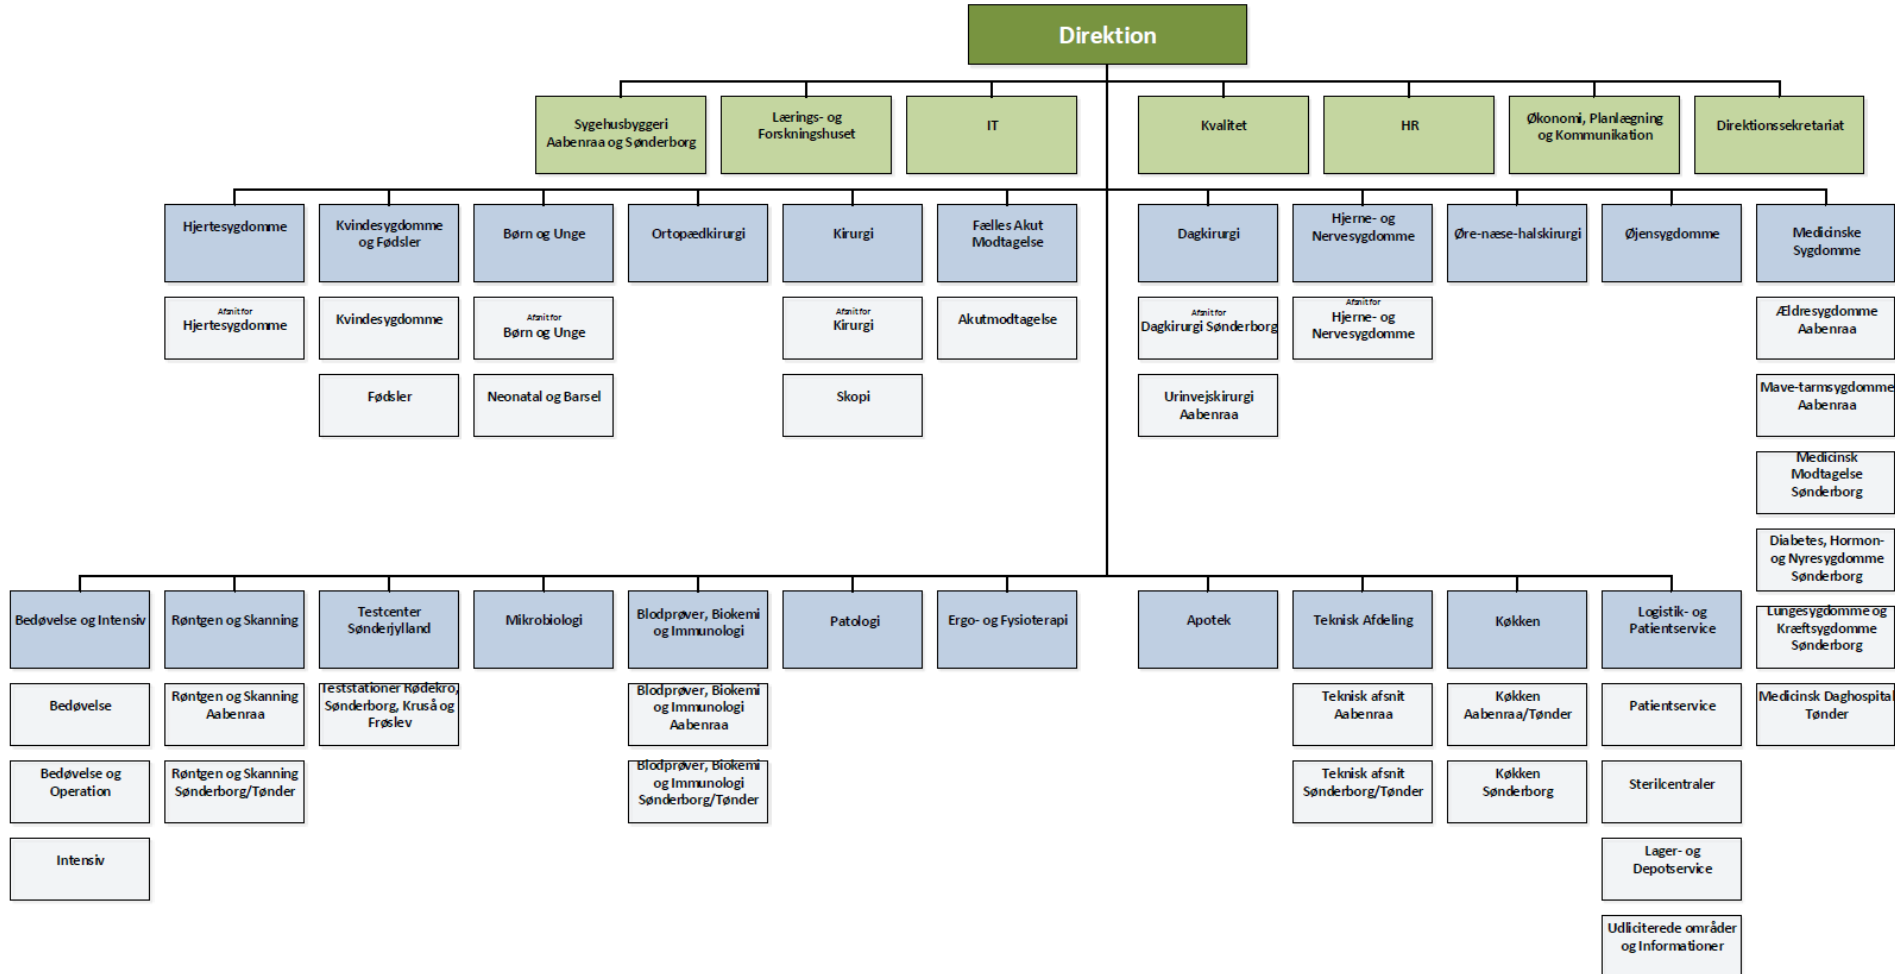 Direktion
Sygehusbyggeri
Aabenraa og Sønderborg
Lærings- og
Forskningshuset
IT
Kvalitet
HR
Økonomi, Planlægning
og Kommunikation
Direktionssekretariat
Hjertesygdomme
Kvindesygdomme
og Fødsler
Børn og Unge
Ortopædkirurgi
Kirurgi
Fælles Akut
Modtagelse
Dagkirurgi
Hjerne- og
Nervesygdomme
Øre-næse-halskirurgi
Øjensygdomme
Medicinske
Sygdomme
Afsnit for
Hjertesygdomme
Kvindesygdomme
Afsnit for
Børn og Unge
Afsnit for
Kirurgi
Akutmodtagelse
Afsnit for
Dagkirurgi Sønderborg
Afsnit for
Hjerne- og
Nervesygdomme
Ældresygdomme
Aabenraa
Fødsler
Neonatal og Barsel
Skopi
Urinvejskirurgi
Aabenraa
Mave-tarmsygdomme
Aabenraa
Medicinsk
Modtagelse
Sønderborg
Diabetes, Hormon-
og Nyresygdomme
Sønderborg
Lungesygdomme og
Kræftsygdomme
Sønderborg
Medicinsk Daghospital
Tønder
Bedøvelse og Intensiv
Røntgen og Skanning
Testcenter
Sønderjylland
Mikrobiologi
Blodprøver, Biokemi
og Immunologi
Patologi
Ergo- og Fysioterapi
Apotek
Teknisk Afdeling
Køkken
Logistik- og
Patientservice
Bedøvelse
Røntgen og Skanning
Aabenraa
Teststationer Rødekro,
Sønderborg, Kruså og
Frøslev
Blodprøver, Biokemi
og Immunologi
Aabenraa
Teknisk afsnit
Aabenraa
Køkken
Aabenraa/Tønder
Patientservice
Bedøvelse og
Operation
Røntgen og Skanning
Sønderborg/Tønder
Blodprøver, Biokemi
og Immunologi
Sønderborg/Tønder
Teknisk afsnit
Sønderborg/Tønder
Køkken
Sønderborg
Sterilcentraler
Intensiv
Lager- og
Depotservice
Udliciterede områder
og Informationer